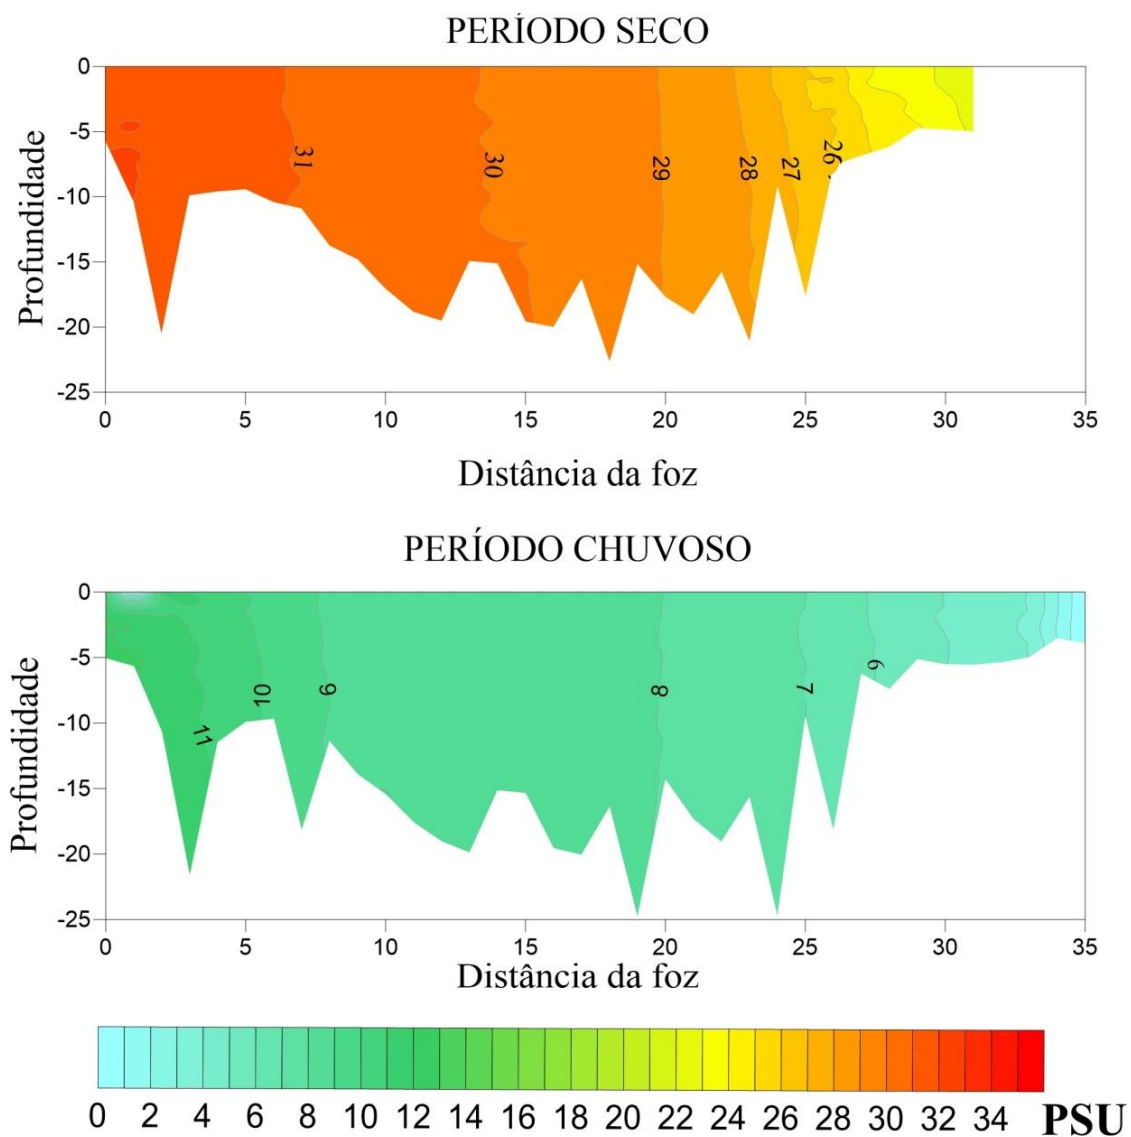 PERÍODO SECO
0
-5
-10
-15
-20
-25
Profundidade
31
30
29
28
27
26
0 5 10 15 20 25 30 35
Distância da foz
PERÍODO CHUVOSO
0
-5
-10
-15
-20
-25
Profundidade
11
10
9
8
7
6
0 5 10 15 20 25 30 35
Distância da foz
0 2 4 6 8 10 12 14 16 18 20 22 24 26 28 30 32 34 PSU